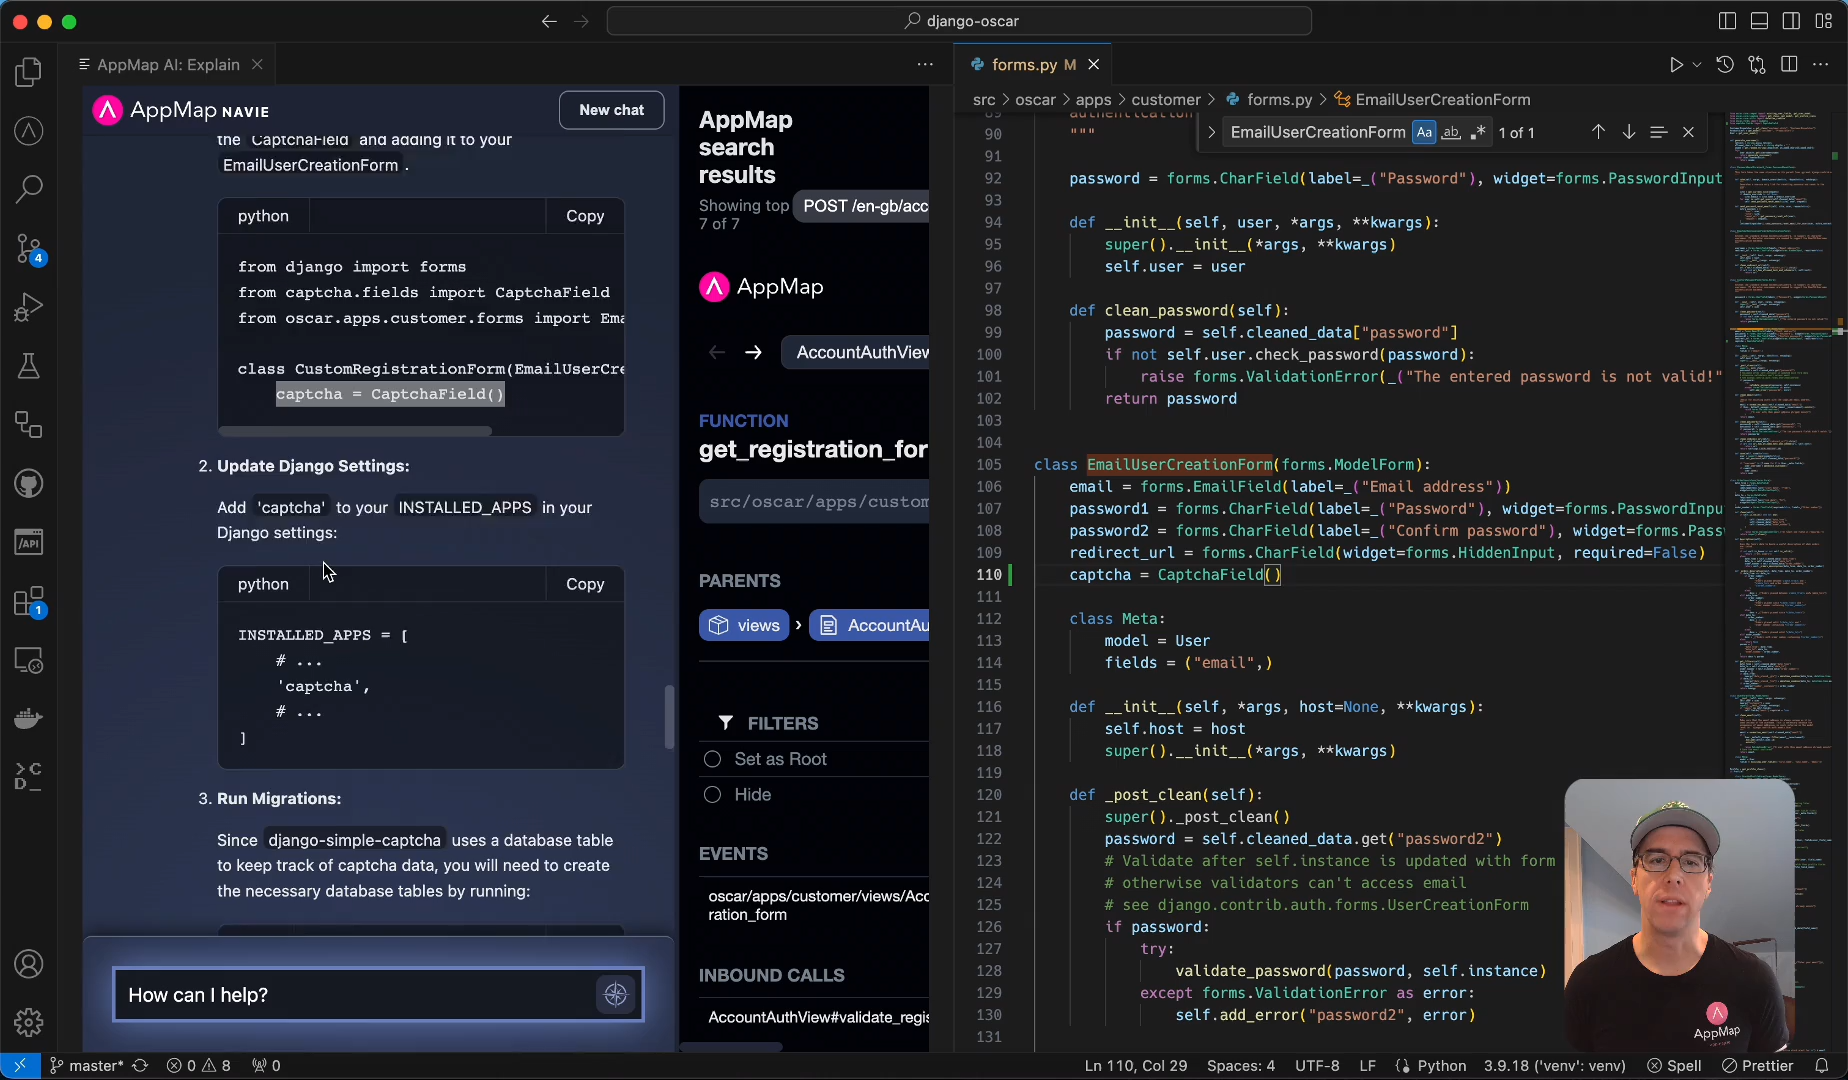 django-oscar
AppMap AI: Explain
AppMap NAVIE
New chat
the CaptchaField and adding it to your
EmailUserCreationForm .
python
Copy
from django import forms
from captcha.fields import CaptchaField
from oscar.apps.customer.forms import Ema
class CustomRegistrationForm(EmailUserCre
captcha = CaptchaField()
2. Update Django Settings:
Add 'captcha' to your INSTALLED_APPS in your
Django settings:
python
Copy
INSTALLED_APPS = [
# ...
'captcha',
# ...
]
3. Run Migrations:
Since django-simple-captcha uses a database table
to keep track of captcha data, you will need to create
the necessary database tables by running:
How can I help?
AppMap
search
results
Showing top
7 of 7
POST /en-gb/acc
AppMap
AccountAuthView
FUNCTION
get_registration_for
src/oscar/apps/custom
PARENTS
views
AccountAu
FILTERS
Set as Root
Hide
EVENTS
oscar/apps/customer/views/Acc
ration_form
INBOUND CALLS
AccountAuthView#validate_regis
forms.py M
src > oscar > apps > customer > forms.py > EmailUserCreationForm
EmailUserCreationForm
Aa
ab
1 of 1
89 authentication
90 """
91
92 password = forms.CharField(label=_("Password"), widget=forms.PasswordInput
93
94 def __init__(self, user, *args, **kwargs):
95 super().__init__(*args, **kwargs)
96 self.user = user
97
98 def clean_password(self):
99 password = self.cleaned_data["password"]
100 if not self.user.check_password(password):
101 raise forms.ValidationError(_("The entered password is not valid!"
102 return password
103
104
105 class EmailUserCreationForm(forms.ModelForm):
106 email = forms.EmailField(label=_("Email address"))
107 password1 = forms.CharField(label=_("Password"), widget=forms.PasswordInpu
108 password2 = forms.CharField(label=_("Confirm password"), widget=forms.Pass
109 redirect_url = forms.CharField(widget=forms.HiddenInput, required=False)
110 captcha = CaptchaField()
111
112 class Meta:
113 model = User
114 fields = ("email",)
115
116 def __init__(self, *args, host=None, **kwargs):
117 self.host = host
118 super().__init__(*args, **kwargs)
119
120 def _post_clean(self):
121 super()._post_clean()
122 password = self.cleaned_data.get("password2")
123 # Validate after self.instance is updated with form
124 # otherwise validators can't access email
125 # see django.contrib.auth.forms.UserCreationForm
126 if password:
127 try:
128 validate_password(password, self.instance)
129 except forms.ValidationError as error:
130 self.add_error("password2", error)
131
4
/API
1
>C
D_
AppMap
master*
0
8
0
Ln 110, Col 29
Spaces: 4
UTF-8
LF
Python
3.9.18 ('venv': venv)
Spell
Prettier